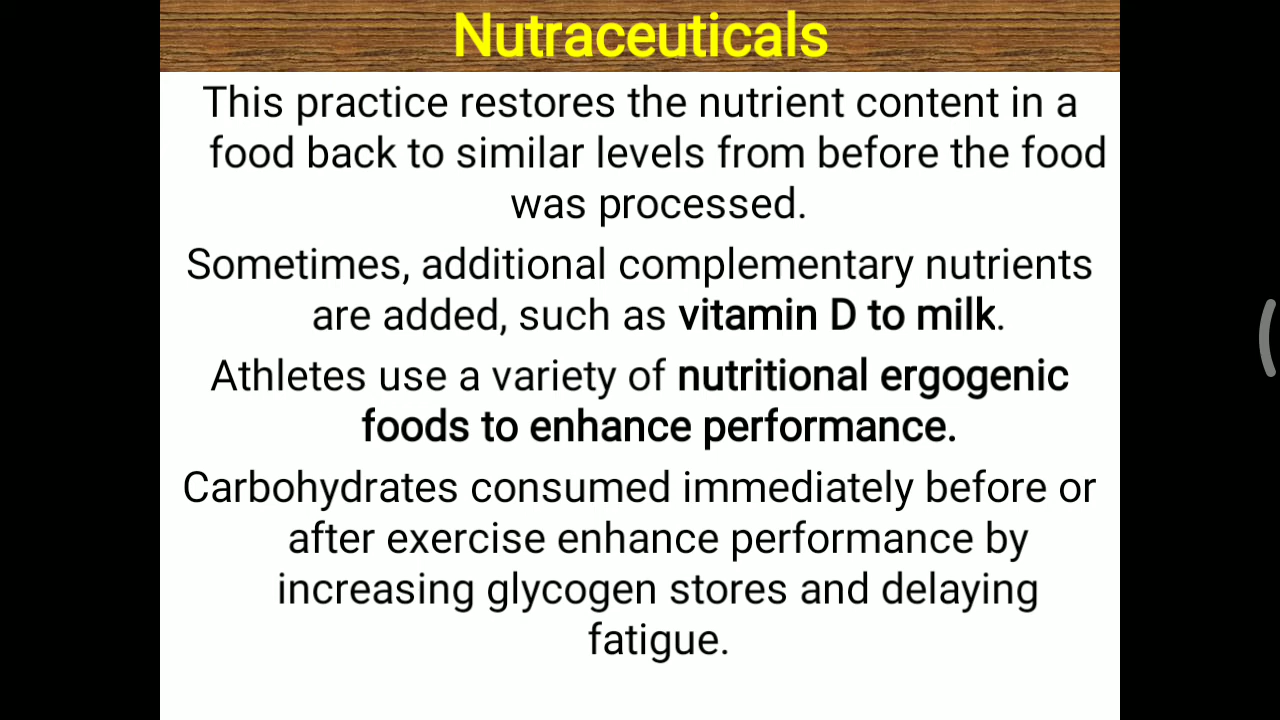 Nutraceuticals
This practice restores the nutrient content in a
food back to similar levels from before the food
was processed.
Sometimes, additional complementary nutrients
are added, such as vitamin D to milk.
Athletes use a variety of nutritional ergogenic
foods to enhance performance.
Carbohydrates consumed immediately before or
after exercise enhance performance by
increasing glycogen stores and delaying
fatigue.